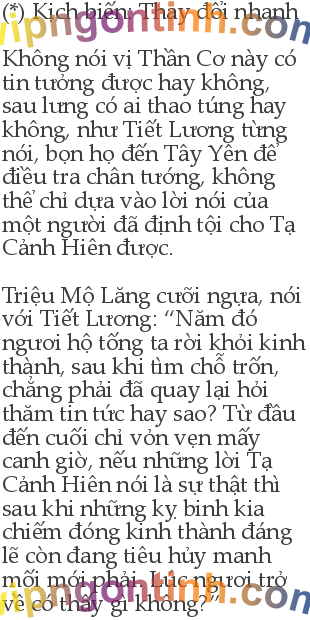 (*) Kịch biến: Thay đổi nhanh
vipngontinh.com
Không nói vị Thần Cơ này có
tin tưởng được hay không,
sau lưng có ai thao túng hay
không, như Tiết Lương từng
nói, bọn họ đến Tây Yên để
điều tra chân tướng, không
thể chỉ dựa vào lời nói của
một người đã định tội cho Tạ
Cảnh Hiên được.
Triệu Mộ Lăng cưỡi ngựa, nói
với Tiết Lương: “Năm đó
ngươi hộ tống ta rời khỏi kinh
thành, sau khi tìm chỗ trốn,
chẳng phải đã quay lại hỏi
thăm tin tức hay sao? Từ đầu
đến cuối chỉ vỏn vẹn mấy
canh giờ, nếu những lời Tạ
Cảnh Hiên nói là sự thật thì
sau khi những kỵ binh kia
chiếm đóng kinh thành đáng
lẽ còn đang tiêu hủy manh
mối mới phải. Lúc ngươi trở
về có thấy gì không?”
vipngontinh.com